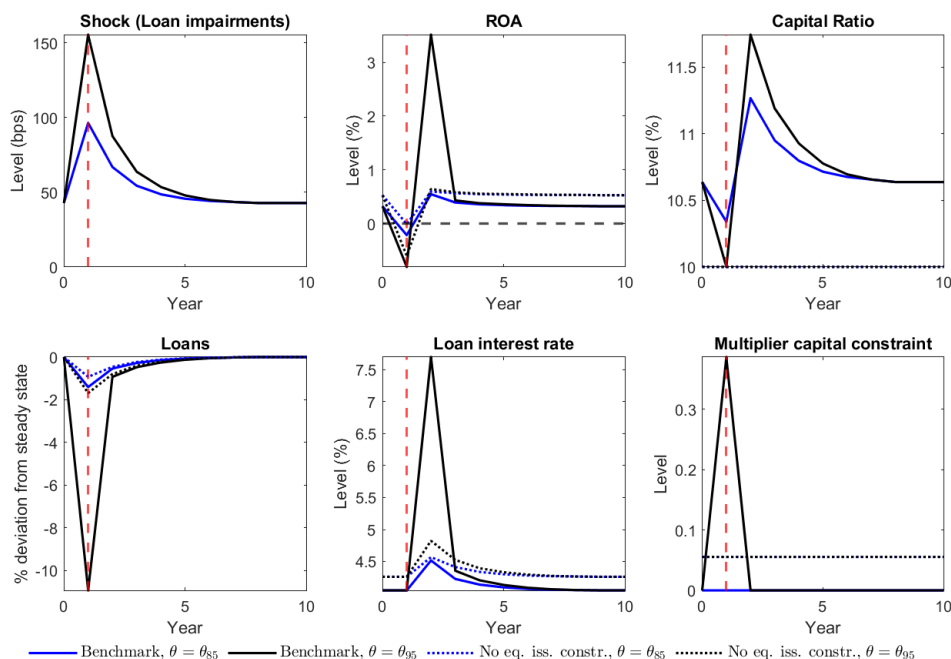 Shock (Loan impairments)
ROA
Capital Ratio
Level (bps)
150
100
50
0
0
5
10
Year
Level (%)
3
2
1
0
0
5
10
Year
Level (%)
11.5
11
10.5
10
0
5
10
Year
Loans
Loan interest rate
Multiplier capital constraint
% deviation from steady state
0
-2
-4
-6
-8
-10
0
5
10
Year
Level (%)
7.5
7
6.5
6
5.5
5
4.5
0
5
10
Year
Level
0.3
0.2
0.1
0
0
5
10
Year
Benchmark, θ = θ₈₅
Benchmark, θ = θ₉₅
No eq. iss. constr., θ = θ₈₅
No eq. iss. constr., θ = θ₉₅